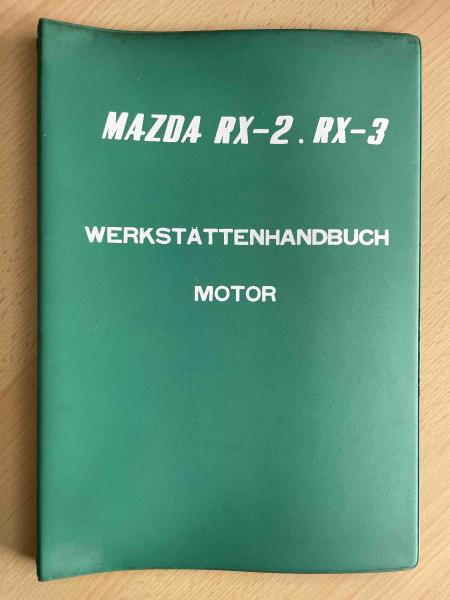 MAZDA RX-2. RX-3
WERKSTÄTTENHANDBUCH
MOTOR